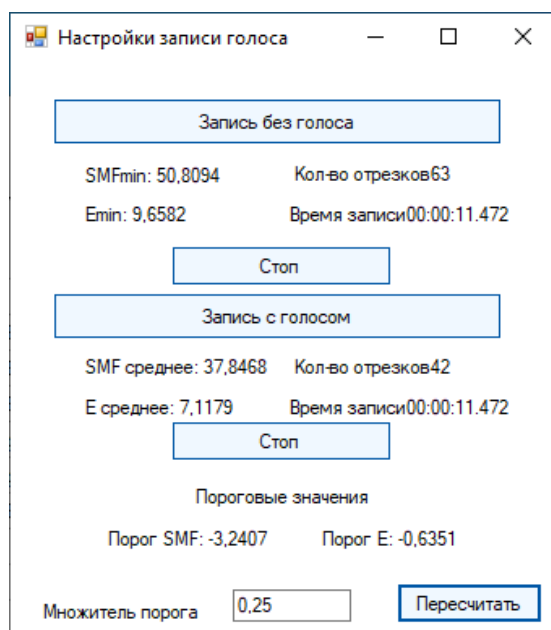 Настройки записи голоса
Запись без голоса
SMFmin: 50,8094 Кол-во отрезков63
Emin: 9,6582 Время записи00:00:11.472
Стоп
Запись с голосом
SMF среднее: 37,8468 Кол-во отрезков42
E среднее: 7,1179 Время записи00:00:11.472
Стоп
Пороговые значения
Порог SMF: -3,2407 Порог E: -0,6351
Множитель порога 0,25 Пересчитать